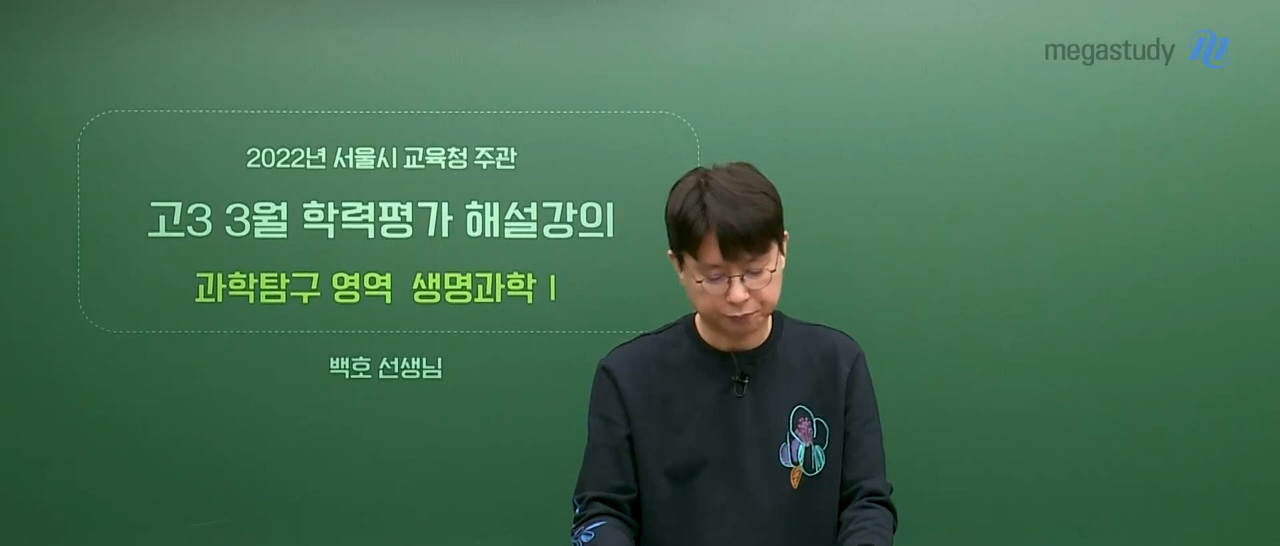 megastudy
2022년 서울시 교육청 주관
고3 3월 학력평가 해설강의
과학탐구 영역 생명과학Ⅰ
백호 선생님